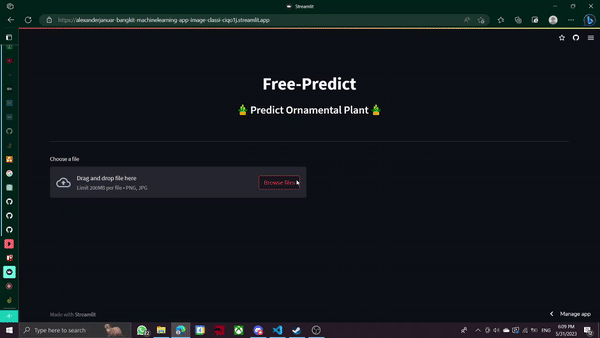 Streamlit
https://alexanderjanuar-bangkit-machinelearning-app-image-classi-ciqo1j.streamlit.app
Free-Predict
Predict Ornamental Plant
Choose a file
Drag and drop file here
Limit 200MB per file • PNG, JPG
Browse files
Made with Streamlit
Manage app
Type here to search
ENG
6:09 PM
5/31/2023